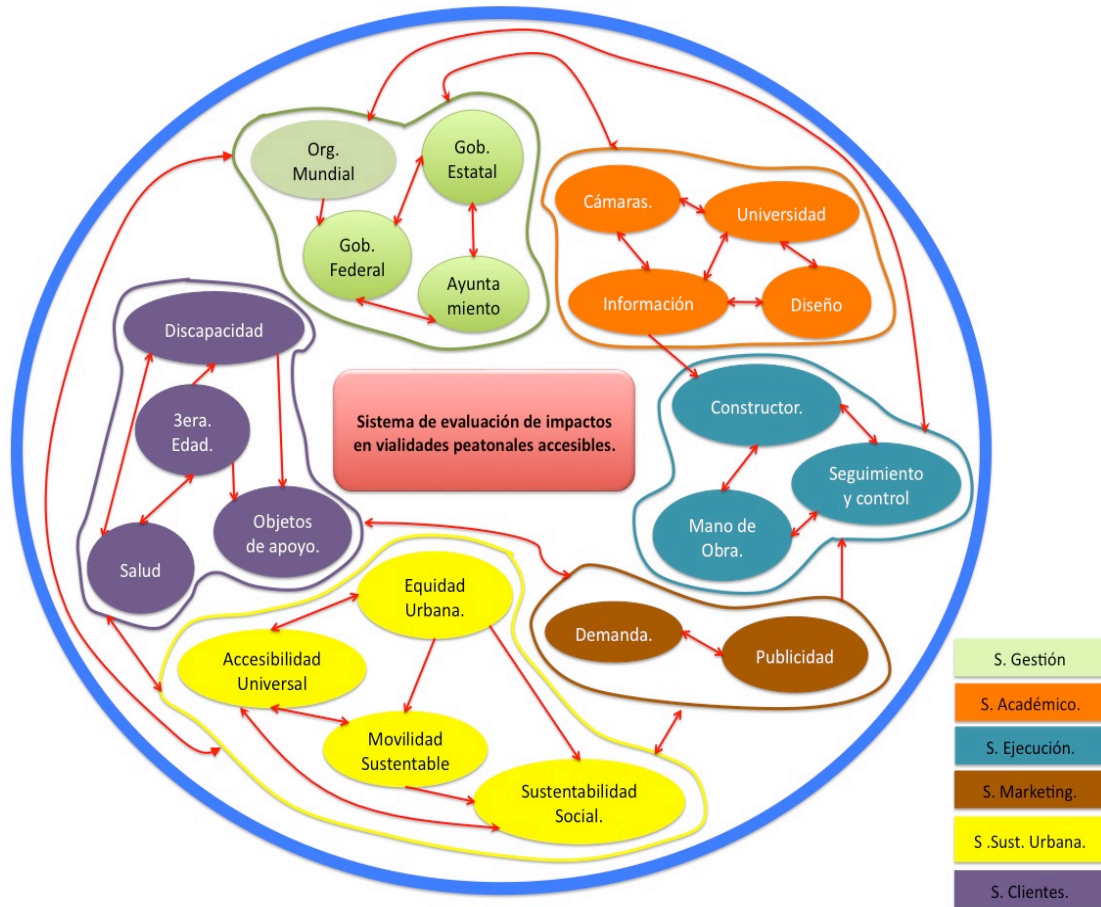 Org.
Mundial
Gob.
Estatal
Gob.
Federal
Ayunta
miento
Cámaras.
Universidad
Información
Diseño
Discapacidad
3era.
Edad.
Salud
Objetos
de apoyo.
Sistema de evaluación de impactos
en vialidades peatonales accesibles.
Constructor.
Seguimiento
y control
Mano de
Obra.
Equidad
Urbana.
Accesibilidad
Universal
Movilidad
Sustentable
Sustentabilidad
Social.
Demanda.
Publicidad
S. Gestión
S. Académico.
S. Ejecución.
S. Marketing.
S .Sust. Urbana.
S. Clientes.